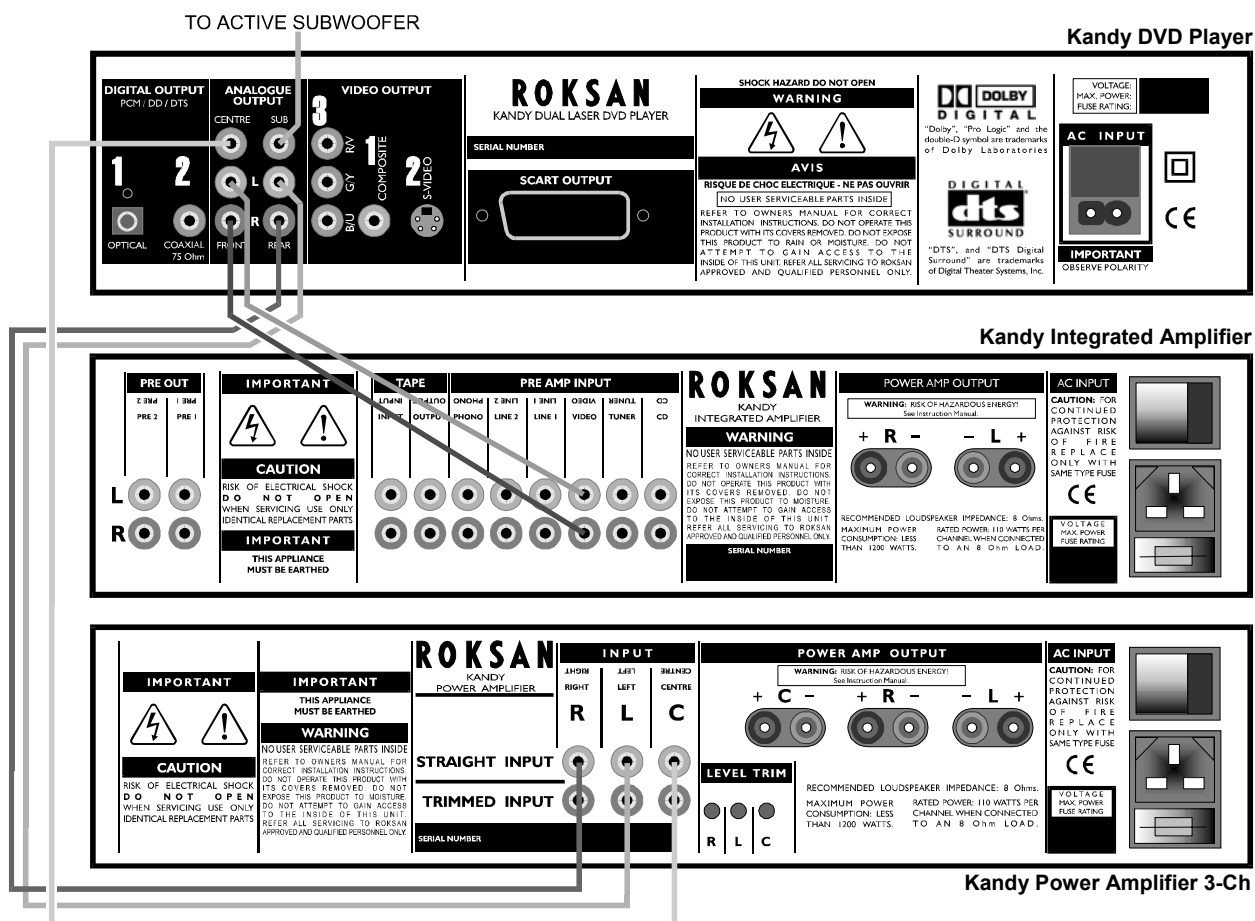 TO ACTIVE SUBWOOFER
Kandy DVD Player
DIGITAL OUTPUT
PCM / DD / DTS
1
2
OPTICAL
COAXIAL
75 Ohm
ANALOGUE
OUTPUT
CENTRE SUB
L
R
FRONT REAR
VIDEO OUTPUT
3
R/V
G/Y
B/U
1
COMPOSITE
2
S-VIDEO
ROKSAN
KANDY DUAL LASER DVD PLAYER
SERIAL NUMBER
SCART OUTPUT
SHOCK HAZARD DO NOT OPEN
WARNING
AVIS
RISQUE DE CHOC ELECTRIQUE - NE PAS OUVRIR
NO USER SERVICEABLE PARTS INSIDE
REFER TO OWNERS MANUAL FOR CORRECT
INSTALLATION INSTRUCTIONS. DO NOT OPERATE THIS
PRODUCT WITH ITS COVERS REMOVED. DO NOT EXPOSE
THIS PRODUCT TO RAIN OR MOISTURE. DO NOT
ATTEMPT TO GAIN ACCESS TO THE
INSIDE OF THIS UNIT. REFER ALL SERVICING TO ROKSAN
APPROVED AND QUALIFIED PERSONNEL ONLY.
DOLBY
DIGITAL
"Dolby", "Pro Logic" and the
double-D symbol are trademarks
of Dolby Laboratories
DIGITAL
dts
SURROUND
"DTS", and "DTS Digital
Surround" are trademarks
of Digital Theater Systems, Inc.
VOLTAGE:
MAX. POWER:
FUSE RATING:
AC INPUT
IMPORTANT
OBSERVE POLARITY
CE
Kandy Integrated Amplifier
PRE OUT
PRE 2 PRE 1
PRE 2 PRE 1
L
R
IMPORTANT
CAUTION
RISK OF ELECTRICAL SHOCK
DO NOT OPEN
WHEN SERVICING USE ONLY
IDENTICAL REPLACEMENT PARTS
IMPORTANT
THIS APPLIANCE
MUST BE EARTHED
TAPE
PRE AMP INPUT
INPUT OUTPUT PHONO LINE 2 LINE 1 VIDEO TUNER CD
INPUT OUTPUT PHONO LINE 2 LINE 1 VIDEO TUNER CD
ROKSAN
KANDY
INTEGRATED AMPLIFIER
WARNING
NO USER SERVICEABLE PARTS INSIDE
REFER TO OWNERS MANUAL FOR
CORRECT INSTALLATION INSTRUCTIONS.
DO NOT OPERATE THIS PRODUCT WITH
ITS COVERS REMOVED. DO NOT
EXPOSE THIS PRODUCT TO MOISTURE.
DO NOT ATTEMPT TO GAIN ACCESS
TO THE INSIDE OF THIS UNIT.
REFER ALL SERVICING TO ROKSAN
APPROVED AND QUALIFIED PERSONNEL ONLY.
SERIAL NUMBER
POWER AMP OUTPUT
WARNING: RISK OF HAZARDOUS ENERGY!
See Instruction Manual.
+ R - - L +
RECOMMENDED LOUDSPEAKER IMPEDANCE: 8 Ohms.
MAXIMUM POWER
CONSUMPTION: LESS
THAN 1200 WATTS.
RATED POWER: 110 WATTS PER
CHANNEL WHEN CONNECTED
TO AN 8 Ohm LOAD.
AC INPUT
CAUTION: FOR
CONTINUED
PROTECTION
AGAINST RISK
OF FIRE
REPLACE
ONLY WITH
SAME TYPE FUSE
CE
VOLTAGE
MAX. POWER
FUSE RATING
IMPORTANT
CAUTION
RISK OF ELECTRICAL SHOCK
DO NOT OPEN
WHEN SERVICING USE ONLY
IDENTICAL REPLACEMENT PARTS
IMPORTANT
THIS APPLIANCE
MUST BE EARTHED
WARNING
NO USER SERVICEABLE PARTS INSIDE
REFER TO OWNERS MANUAL FOR
CORRECT INSTALLATION INSTRUCTIONS.
DO NOT OPERATE THIS PRODUCT WITH
ITS COVERS REMOVED. DO NOT
EXPOSE THIS PRODUCT TO MOISTURE.
DO NOT ATTEMPT TO GAIN ACCESS
TO THE INSIDE OF THIS UNIT.
REFER ALL SERVICING TO ROKSAN
APPROVED AND QUALIFIED PERSONNEL ONLY.
ROKSAN
KANDY
POWER AMPLIFIER
INPUT
RIGHT LEFT CENTRE
RIGHT LEFT CENTRE
R L C
STRAIGHT INPUT
TRIMMED INPUT
SERIAL NUMBER
POWER AMP OUTPUT
WARNING: RISK OF HAZARDOUS ENERGY!
See Instruction Manual.
+ C - + R - - L +
LEVEL TRIM
R L C
RECOMMENDED LOUDSPEAKER IMPEDANCE: 8 Ohms.
MAXIMUM POWER
CONSUMPTION: LESS
THAN 1200 WATTS.
RATED POWER: 110 WATTS PER
CHANNEL WHEN CONNECTED
TO AN 8 Ohm LOAD.
AC INPUT
CAUTION: FOR
CONTINUED
PROTECTION
AGAINST RISK
OF FIRE
REPLACE
ONLY WITH
SAME TYPE FUSE
CE
VOLTAGE
MAX. POWER
FUSE RATING
Kandy Power Amplifier 3-Ch